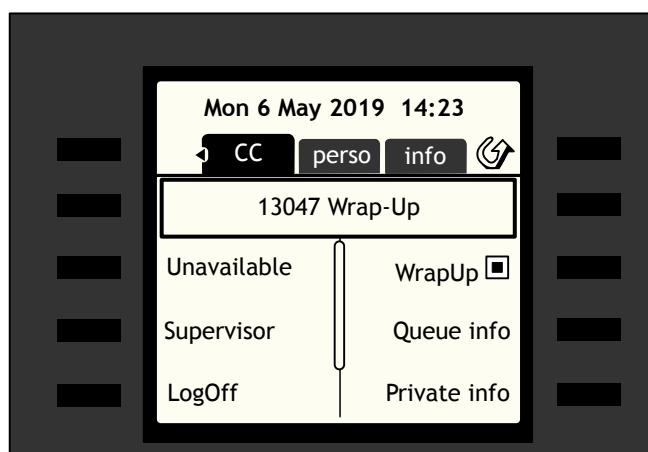 Mon 6 May 2019 14:23
CC perso info
13047 Wrap-Up
Unavailable WrapUp
Supervisor Queue info
LogOff Private info